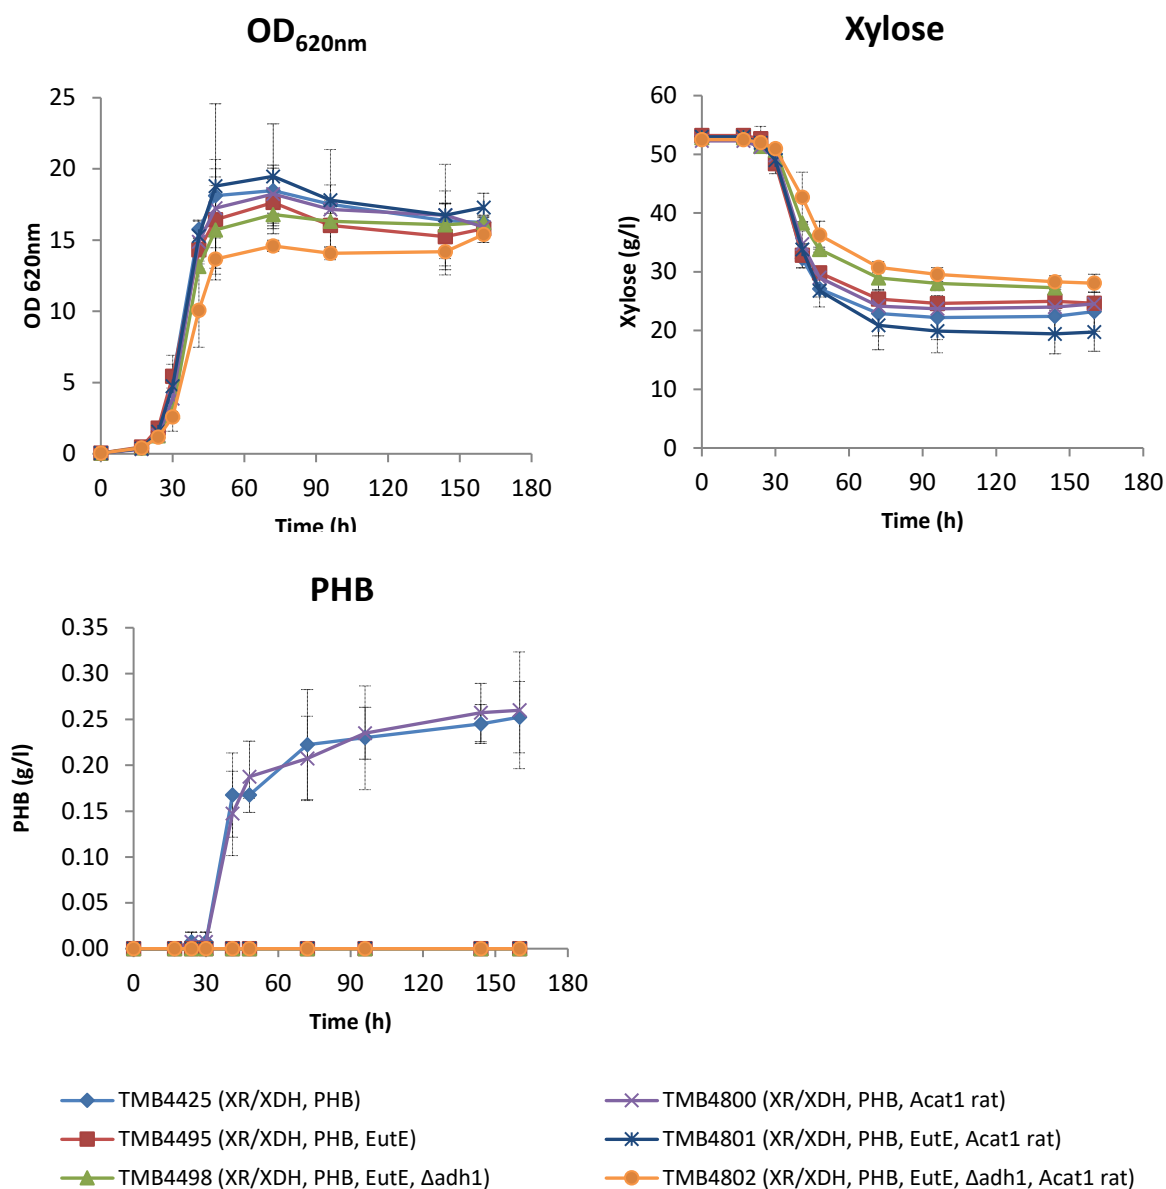 OD620nm
25
20
15
10
5
0
OD 620nm
0 30 60 90 120 150 180
Time (h)
Xylose
60
50
40
30
20
10
0
Xylose (g/l)
0 30 60 90 120 150 180
Time (h)
PHB
0.35
0.30
0.25
0.20
0.15
0.10
0.05
0.00
PHB (g/l)
0 30 60 90 120 150 180
Time (h)
TMB4425 (XR/XDH, PHB)
TMB4800 (XR/XDH, PHB, Acat1 rat)
TMB4495 (XR/XDH, PHB, EutE)
TMB4801 (XR/XDH, PHB, EutE, Acat1 rat)
TMB4498 (XR/XDH, PHB, EutE, Δadh1)
TMB4802 (XR/XDH, PHB, EutE, Δadh1, Acat1 rat)